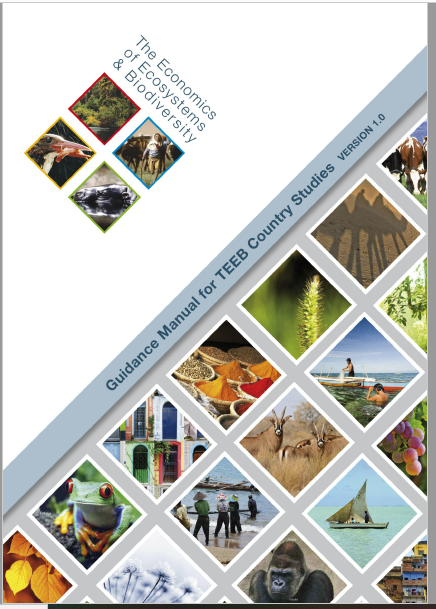 The Economics
of Ecosystems
& Biodiversity
Guidance Manual for TEEB Country Studies VERSION 1.0